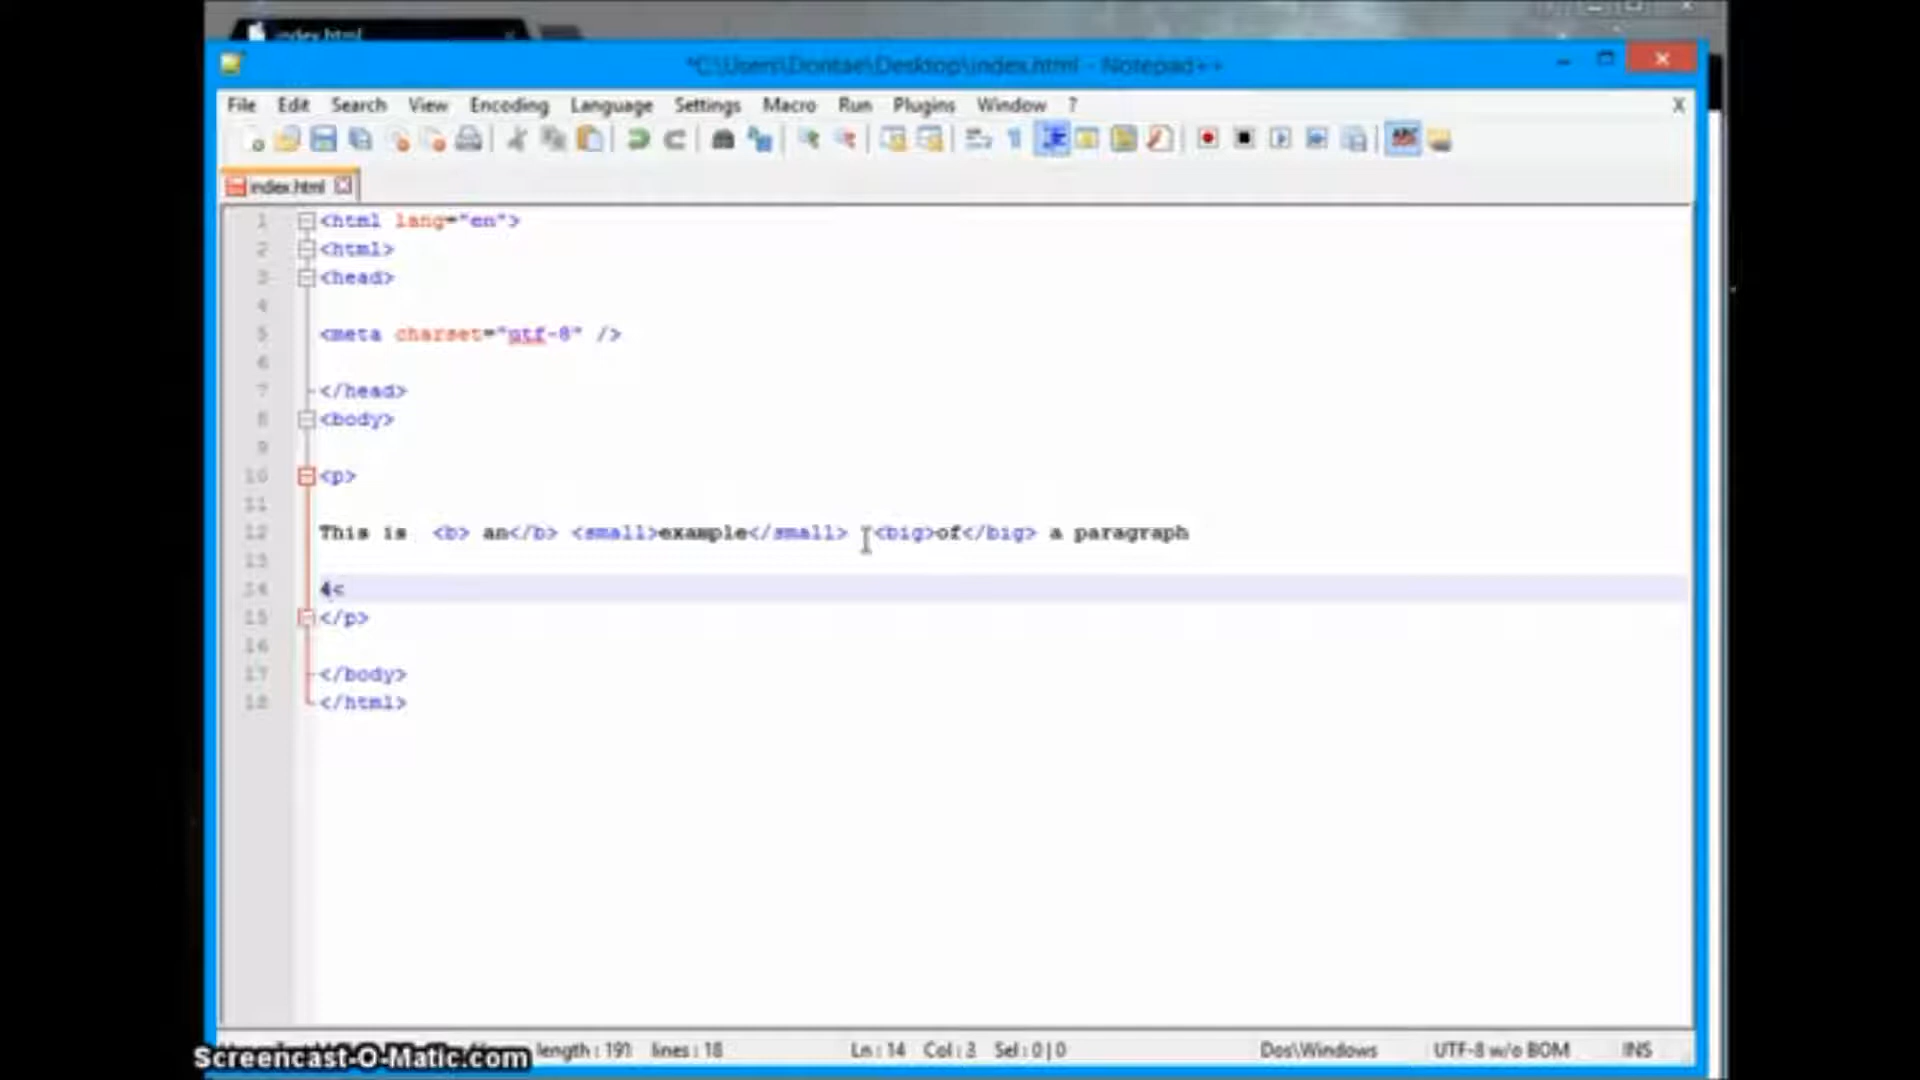 index.html
*C:\Users\Dontae\Desktop\index.html - Notepad++
File Edit Search View Encoding Language Settings Macro Run Plugins Window ? X
index.html
1 <html lang="en">
2 <html>
3 <head>
4
5 <meta charset="utf-8" />
6
7 </head>
8 <body>
9
10 <p>
11
12 This is <b> an</b> <small>example</small> <big>of</big> a paragraph
13
14 4<
15 </p>
16
17 </body>
18 </html>
Screencast-O-Matic.com length : 191 lines : 18 Ln : 14 Col : 3 Sel : 0 | 0 Dos\Windows UTF-8 w/o BOM INS